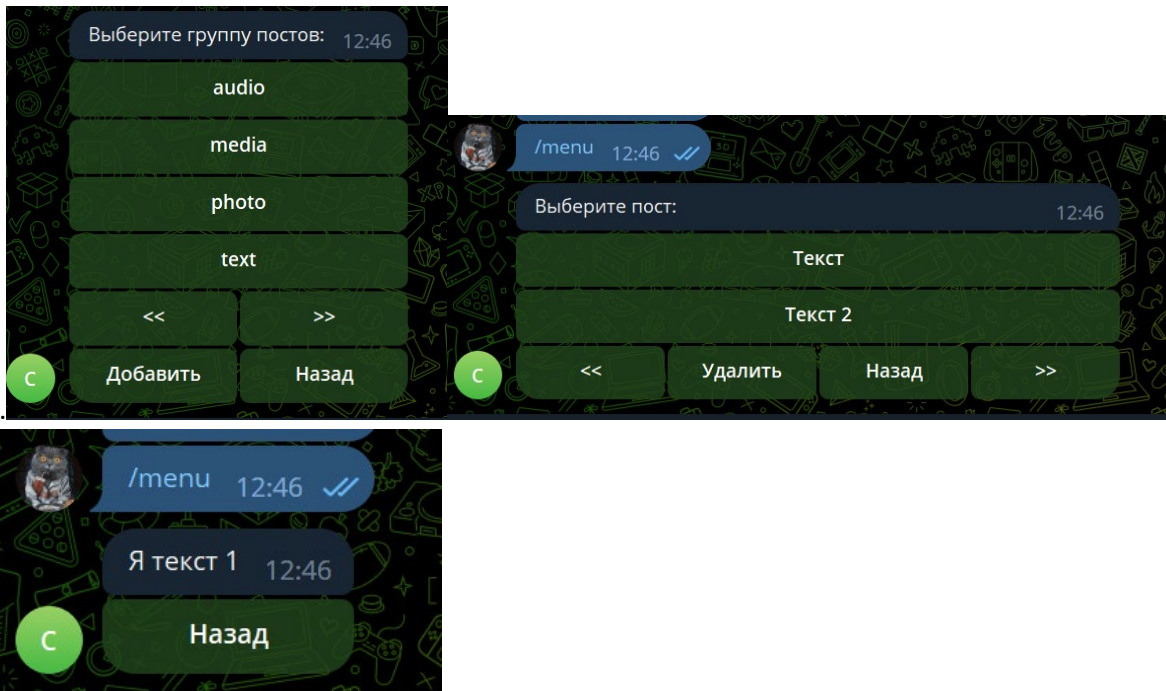 Выберите группу постов: 12:46
audio
media
photo
text
<< >>
Добавить Назад
С
/menu 12:46
Выберите пост: 12:46
Текст
Текст 2
<< Удалить Назад >>
С
/menu 12:46
Я текст 1 12:46
Назад
С